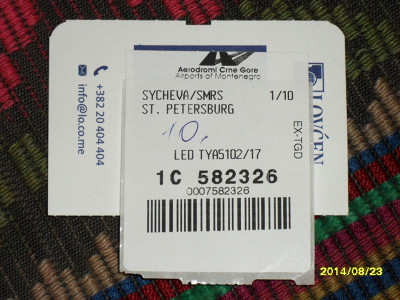 Aerodromi Crne Gore
Airports of Montenegro
SYCHEVA/SMRS 1/10
ST. PETERSBURG
10,
EX-TGD
LED TYA5102/17
1C 582326
0007582326
+382 20 404 404
info@lo.co.me
LOVĆEN
2014/08/23